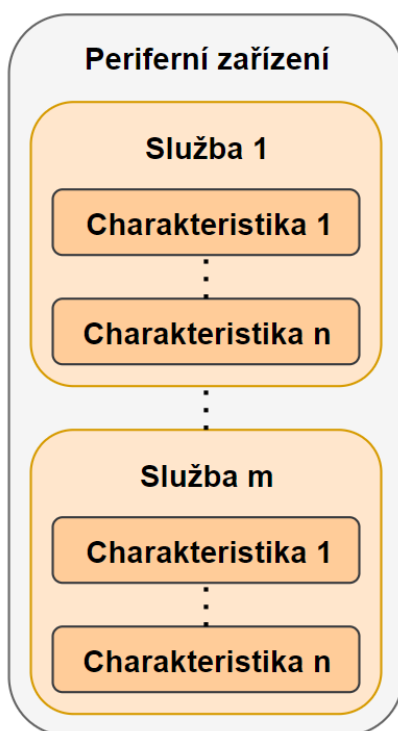 Periferní zařízení
Služba 1
Charakteristika 1
Charakteristika n
Služba m
Charakteristika 1
Charakteristika n